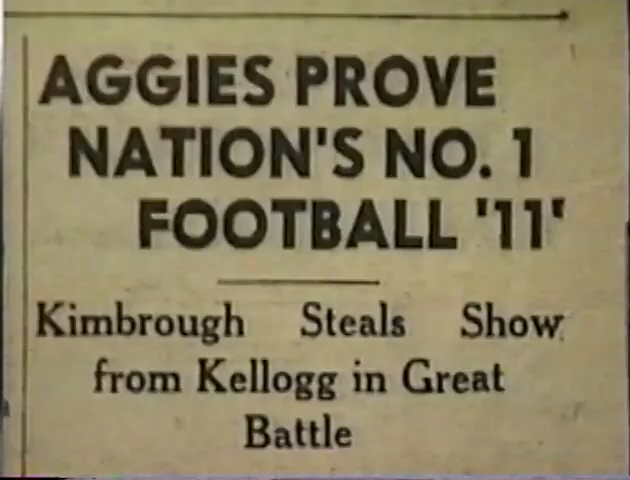 AGGIES PROVE
NATION'S NO. 1
FOOTBALL '11'
Kimbrough Steals Show
from Kellogg in Great
Battle